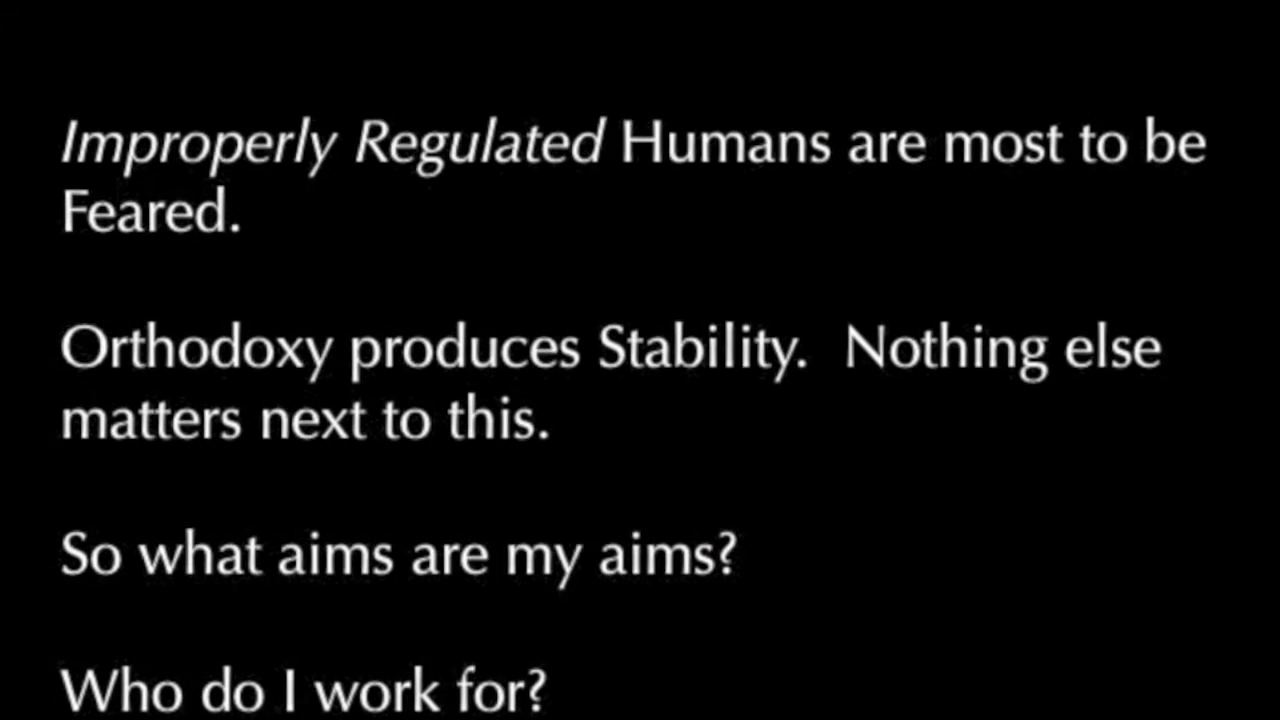 Improperly Regulated Humans are most to be
Feared.
Orthodoxy produces Stability.  Nothing else
matters next to this.
So what aims are my aims?
Who do I work for?